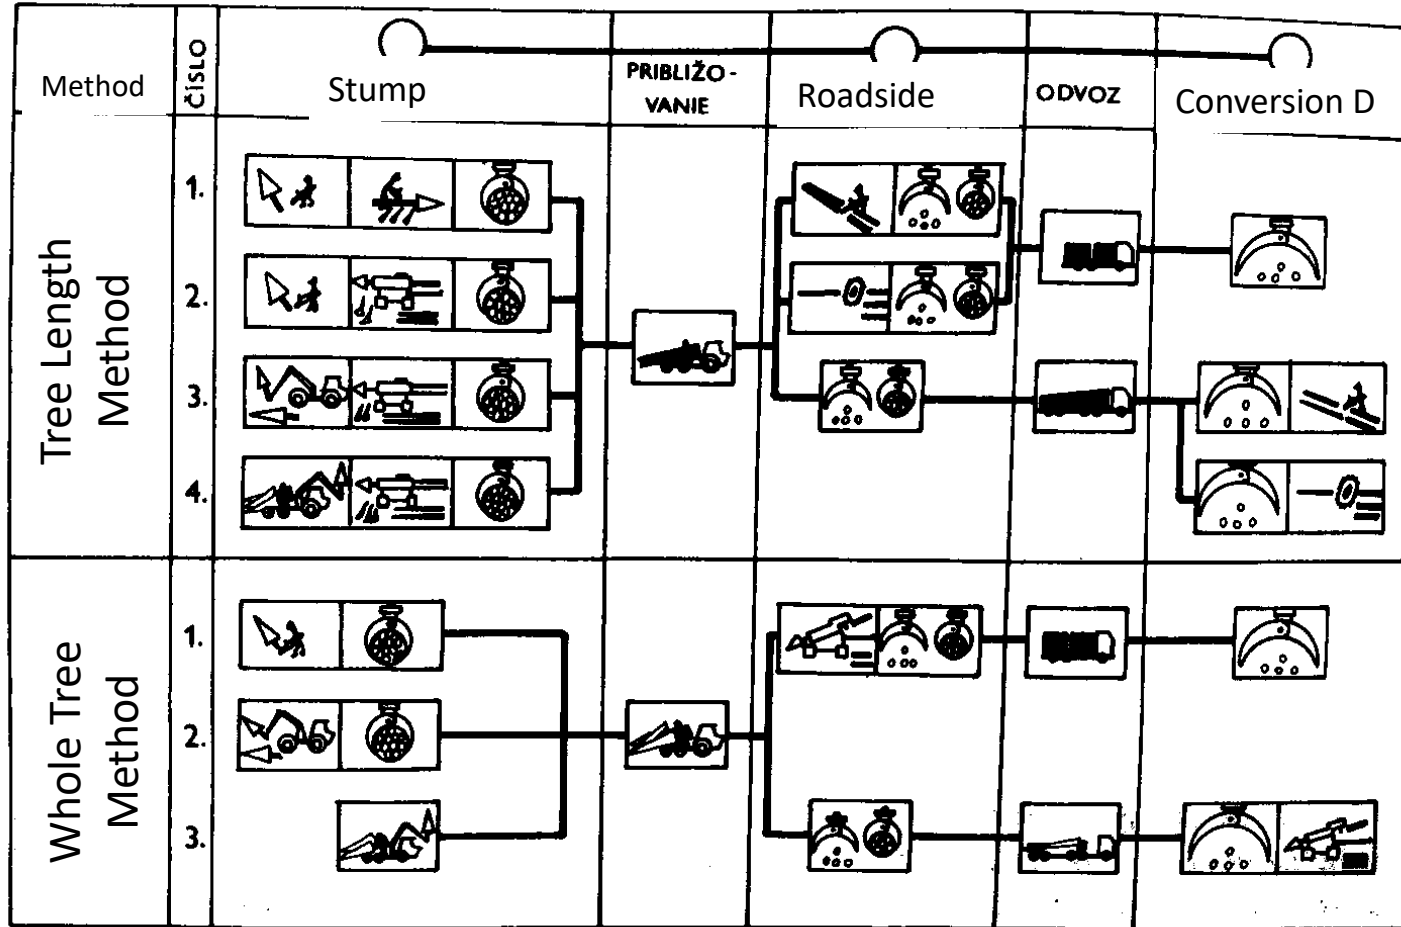 Method
ČÍSLO
Stump
PRIBLIŽO-
VANIE
Roadside
ODVOZ
Conversion D
Tree Length
Method
1.
2.
3.
4.
Whole Tree
Method
1.
2.
3.